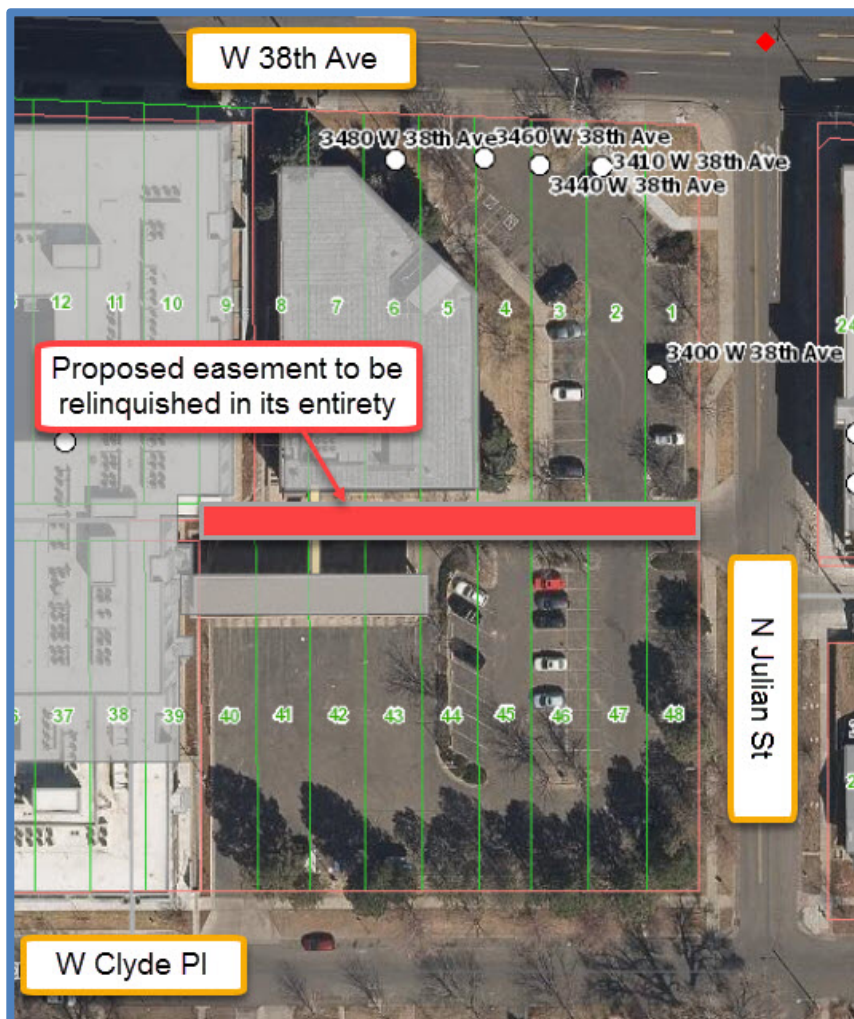 W 38th Ave
3480 W 38th Ave
3460 W 38th Ave
3410 W 38th Ave
3440 W 38th Ave
12 11 10 9 8 7 6 5 4 3 2 1
24
Proposed easement to be
relinquished in its entirety
3400 W 38th Ave
N Julian St
37 38 39 40 41 42 43 44 45 46 47 48
W Clyde Pl